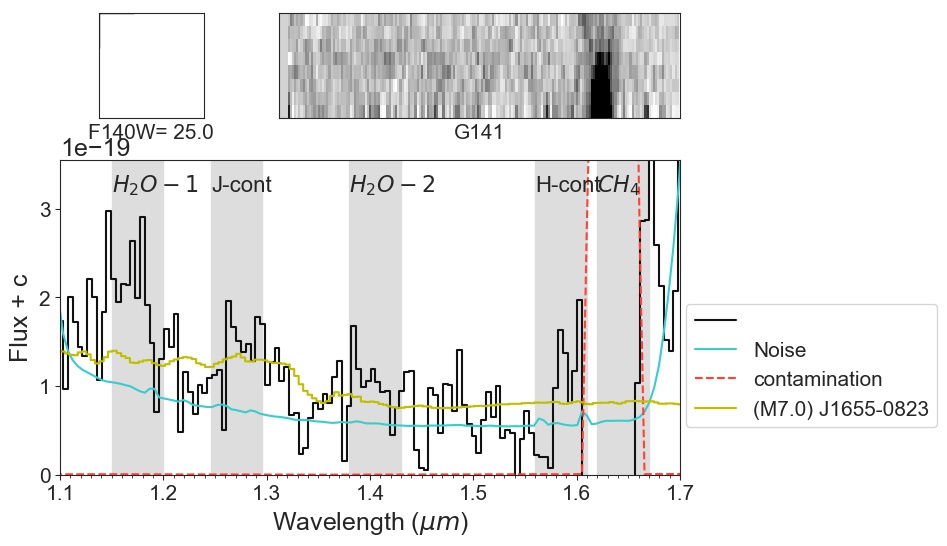 F140W= 25.0
G141
1e−19
H₂O − 1
J-cont
H₂O − 2
H-cont
CH₄
3
2
1
0
Flux + c
1.1
1.2
1.3
1.4
1.5
1.6
1.7
Wavelength (μm)
Noise
contamination
(M7.0) J1655-0823